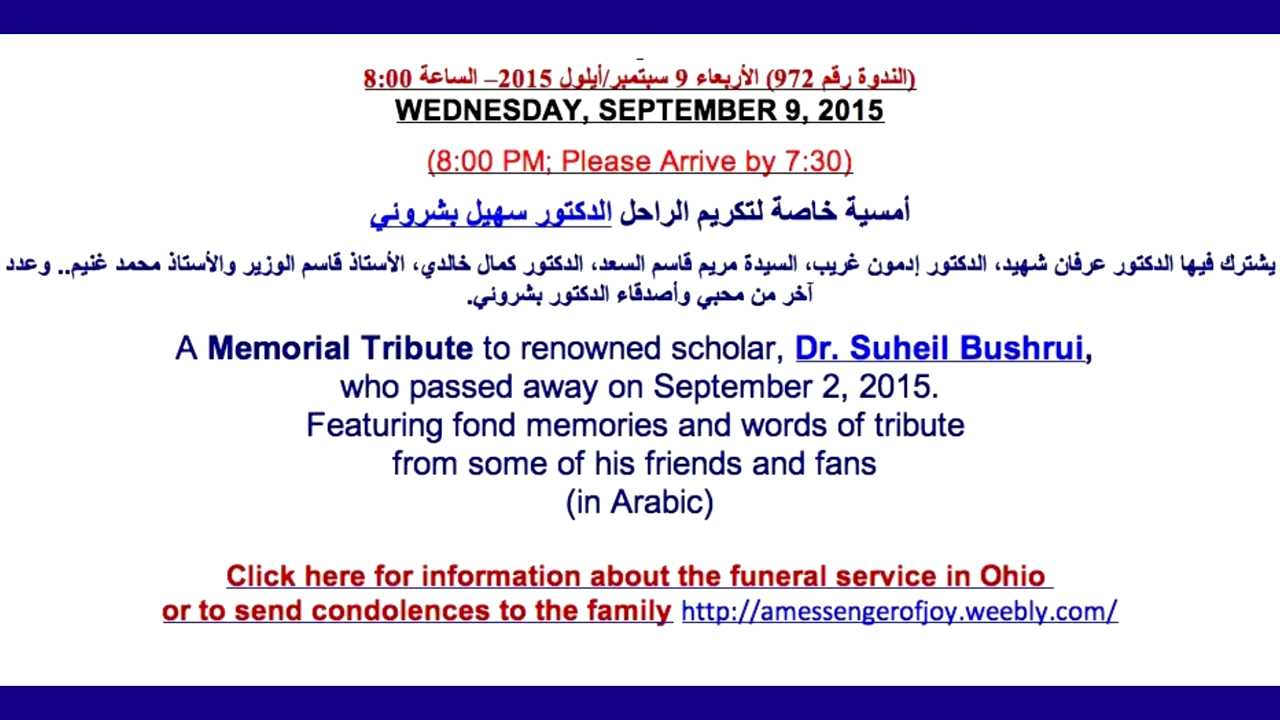 (الندوة رقم 972) الأربعاء 9 سبتمبر/أيلول 2015– الساعة 8:00
WEDNESDAY, SEPTEMBER 9, 2015
(8:00 PM; Please Arrive by 7:30)
أمسية خاصة لتكريم الراحل الدكتور سهيل بشروني
يشترك فيها الدكتور عرفان شهيد، الدكتور إدمون غريب، السيدة مريم قاسم السعد، الدكتور كمال خالدي، الأستاذ قاسم الوزير والأستاذ محمد غنيم.. وعدد
آخر من محبي وأصدقاء الدكتور بشروني.
A Memorial Tribute to renowned scholar, Dr. Suheil Bushrui,
who passed away on September 2, 2015.
Featuring fond memories and words of tribute
from some of his friends and fans
(in Arabic)
Click here for information about the funeral service in Ohio
or to send condolences to the family http://amessengerofjoy.weebly.com/